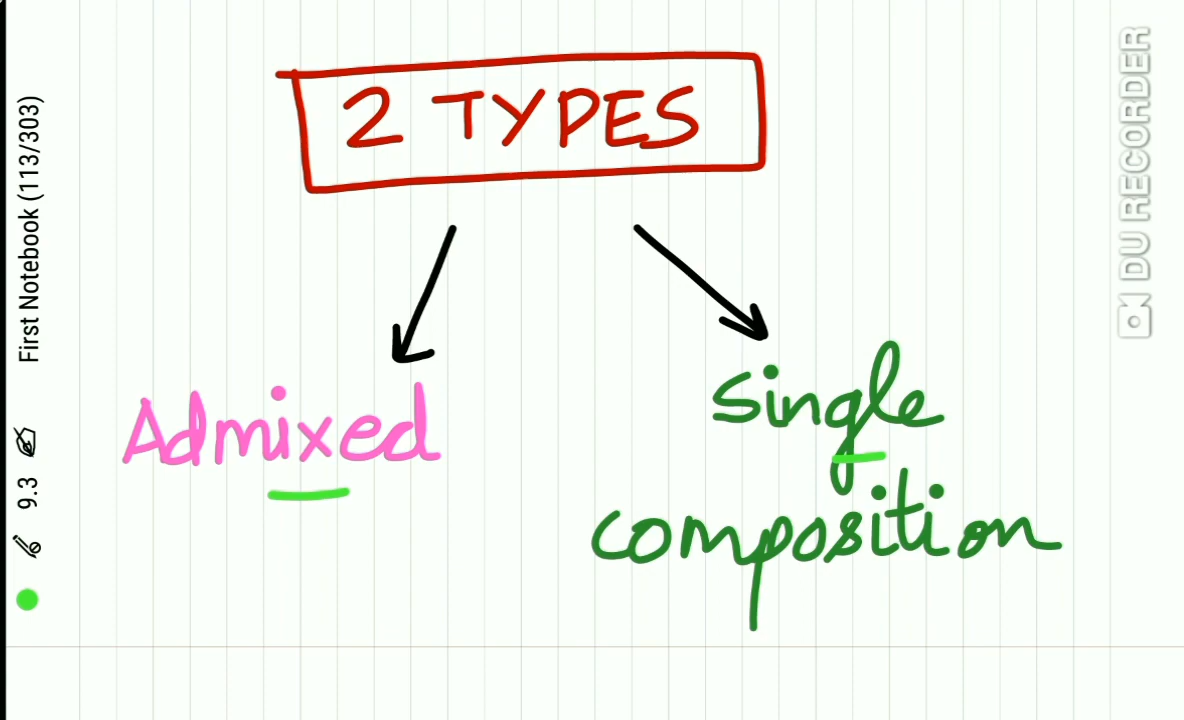 2 TYPES
Admixed
Single
composition
First Notebook (113/303)
9.3
DU RECORDER